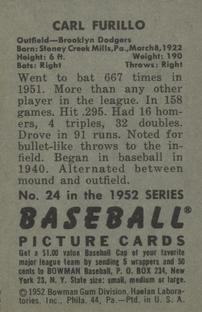 CARL FURILLO
Outfield—Brooklyn Dodgers
Born: Stoney Creek Mills, Pa., March 8, 1922
Height: 6 ft. Weight: 190
Bats: Right Throws: Right
Went to bat 667 times in
1951. More than any other
player in the league. In 158
games. Hit .295. Had 16 hom-
ers, 4 triples, 32 doubles.
Drove in 91 runs. Noted for
bullet-like throws to the in-
field. Began in baseball in
1940. Alternated between
mound and outfield.
No. 24 in the 1952 SERIES
BASEBALL®
PICTURE CARDS
Get a $1.00 value Baseball Cap of your favorite
major league team by sending 5 wrappers and 50
cents to BOWMAN Baseball, P. O. BOX 234, New
York 23, N. Y. State size: small, medium or large.
©1952 Bowman Gum Division, Haelan Labora-
tories, Inc., Phila. 44, Pa.—Ptd. in U. S. A.